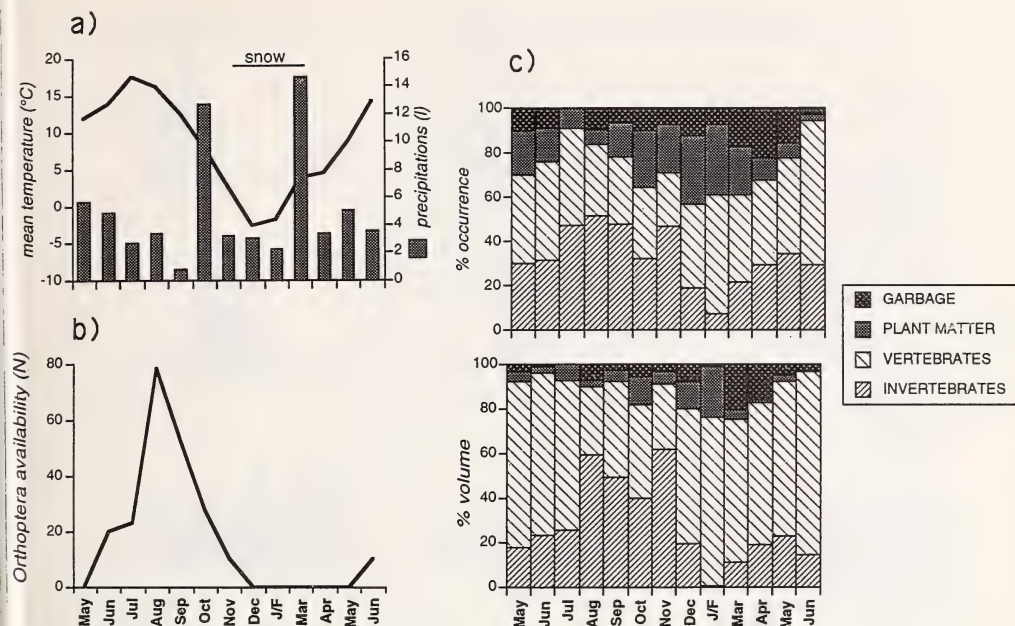 a)
snow
mean temperature (°C)
20
15
10
5
0
-5
-10
16
14
12
10
8
6
4
2
0
precipitations (l)
b)
Orthoptera availability (N)
80
60
40
20
0
May Jun Jul Aug Sep Oct Nov Dec J/F Mar Apr May Jun
c)
% occurrence
100
80
60
40
20
0
% volume
100
80
60
40
20
0
May Jun Jul Aug Sep Oct Nov Dec J/F Mar Apr May Jun
GARBAGE
PLANT MATTER
VERTEBRATES
INVERTEBRATES